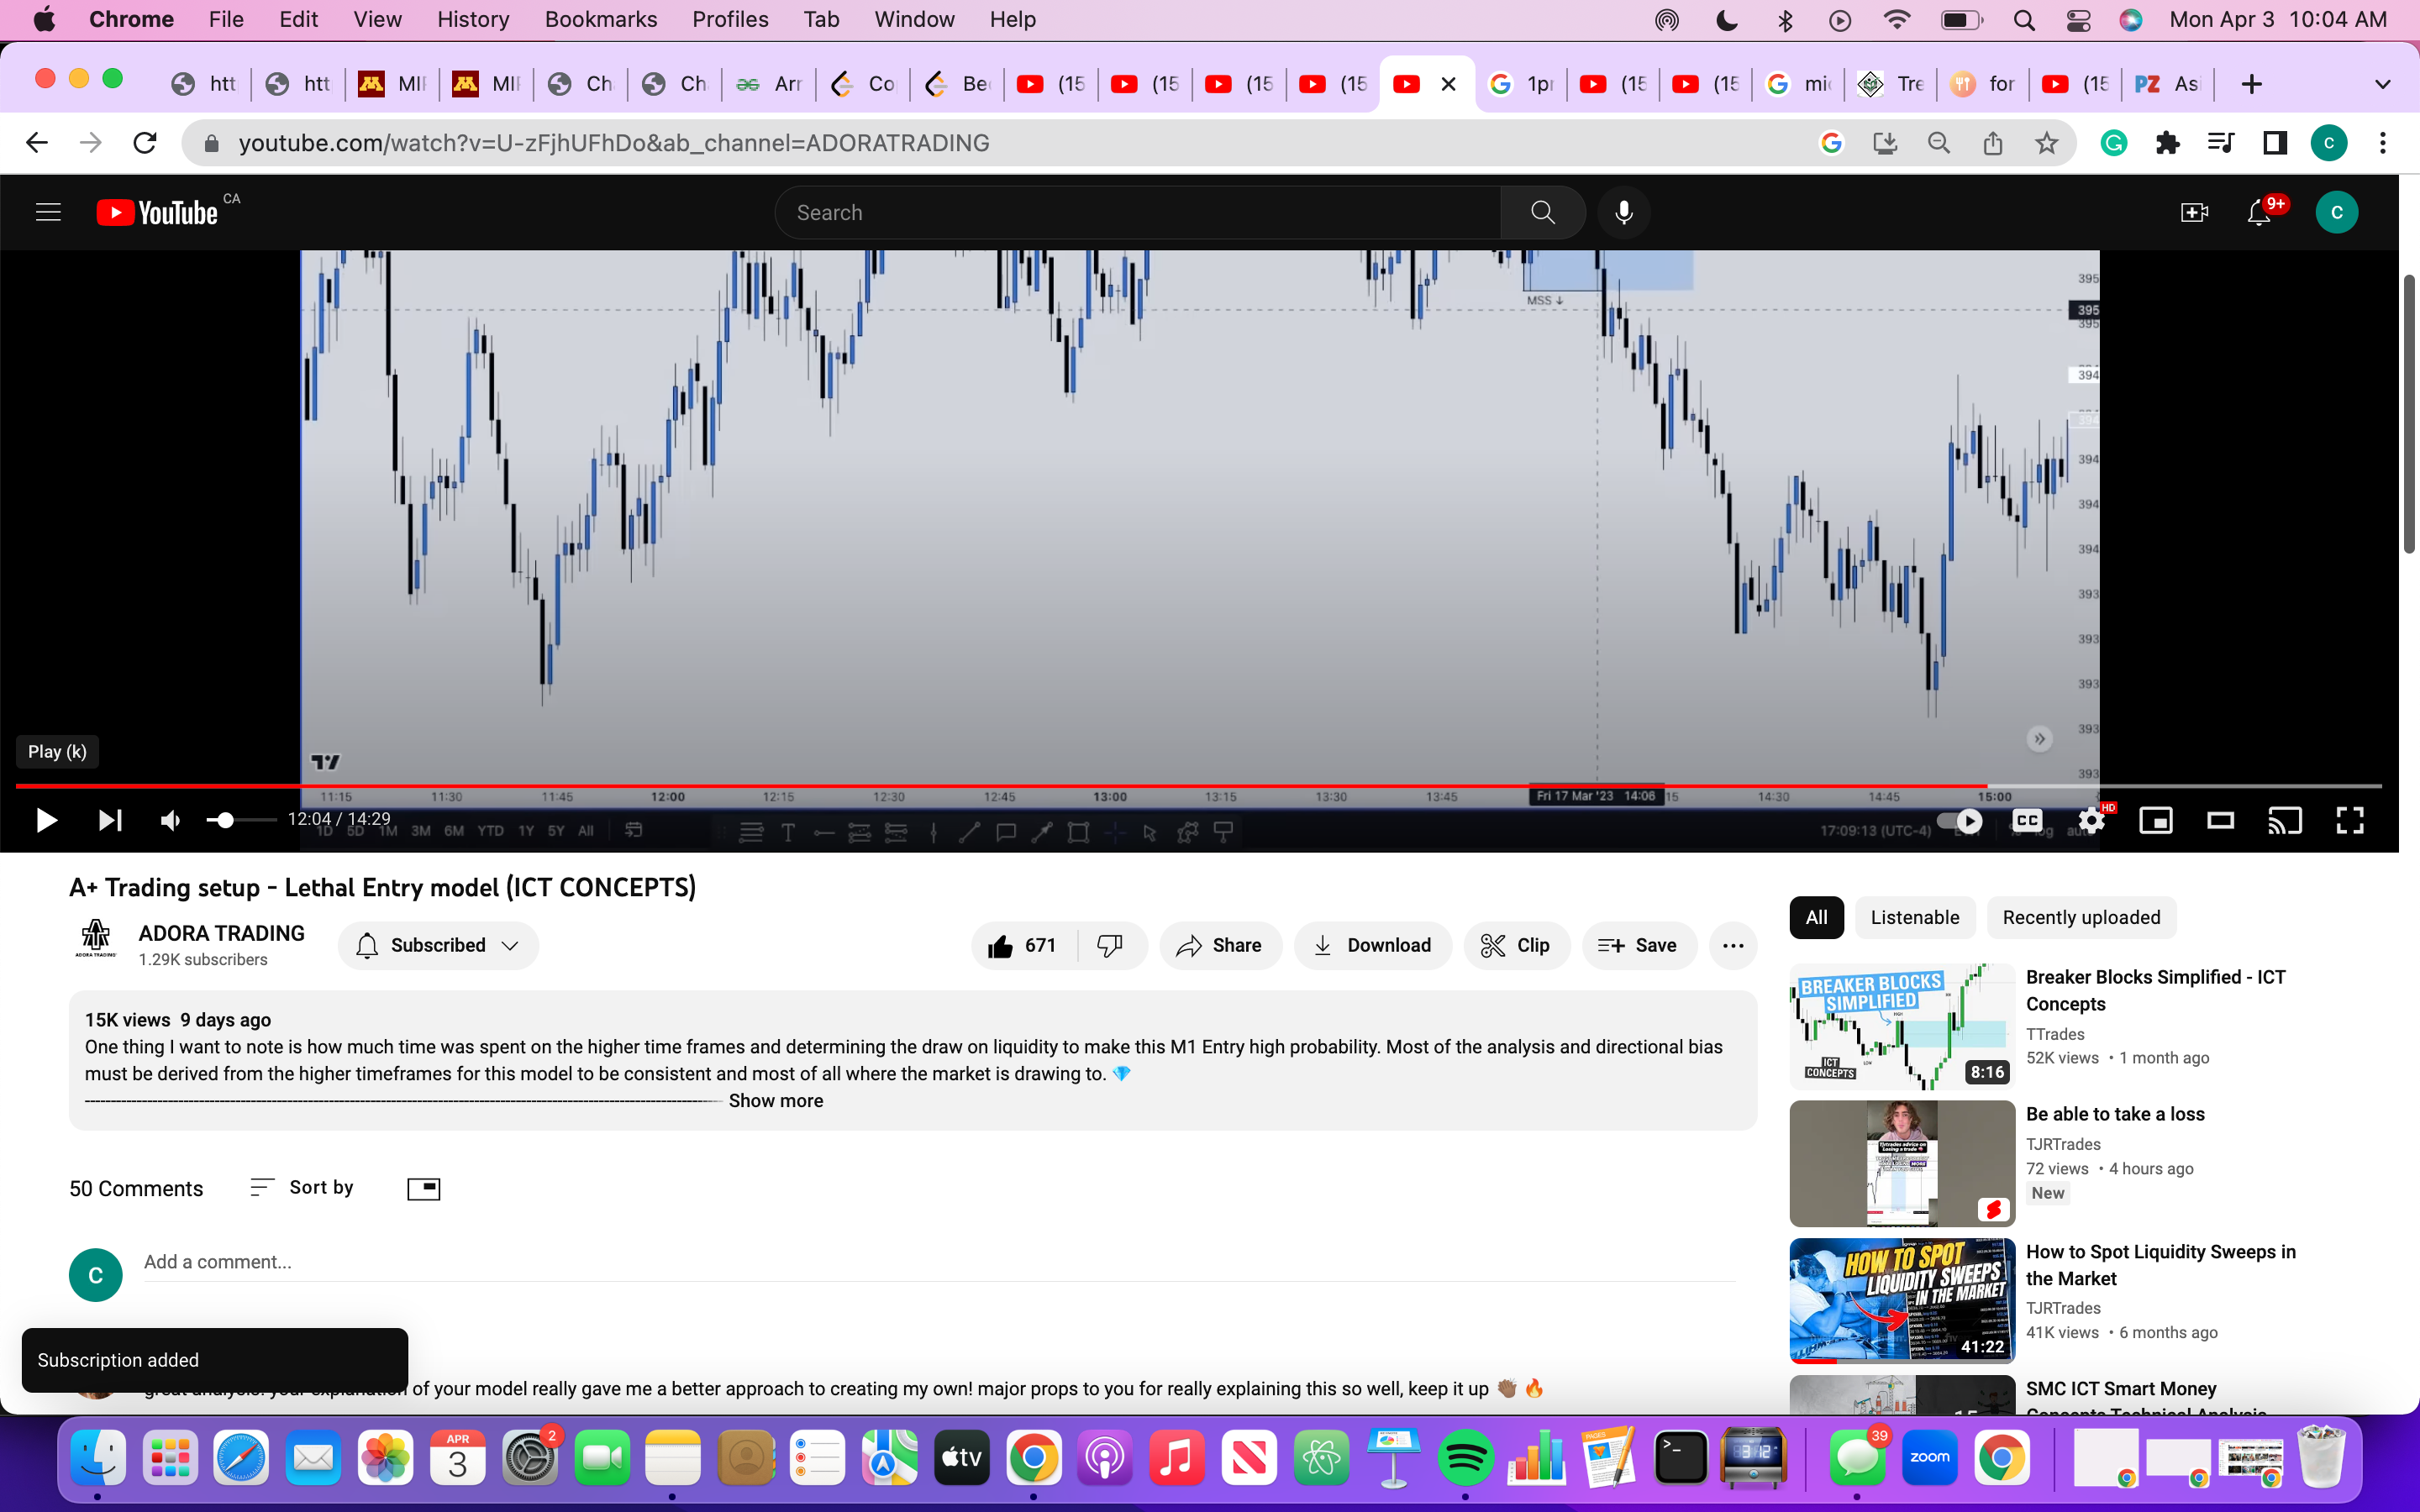 Chrome File Edit View History Bookmarks Profiles Tab Window Help Mon Apr 3 10:04 AM
htt htt MII MII Ch Ch Arr Co Be (15 (15 (15 (15 1pr (15 (15 mic Tre for (15 PZ Asi
youtube.com/watch?v=U-zFjhUFhDo&ab_channel=ADORATRADING
YouTube CA
Search
9+
C
MSS ↓
395
395
395
394
394
394
394
393
393
393
393
393
Play (k)
11:15 11:30 11:45 12:00 12:15 12:30 12:45 13:00 13:15 13:30 13:45 Fri 17 Mar '23 14:06 15 14:30 14:45 15:00
12:04 / 14:29
1D 5D 1M 3M 6M YTD 1Y 5Y All
17:09:13 (UTC-4)
CC
HD
A+ Trading setup - Lethal Entry model (ICT CONCEPTS)
ADORA TRADING
1.29K subscribers
Subscribed
671
Share
Download
Clip
Save
15K views 9 days ago
One thing I want to note is how much time was spent on the higher time frames and determining the draw on liquidity to make this M1 Entry high probability. Most of the analysis and directional bias
must be derived from the higher timeframes for this model to be consistent and most of all where the market is drawing to. 💎
Show more
50 Comments
Sort by
C
Add a comment...
Subscription added
of your model really gave me a better approach to creating my own! major props to you for really explaining this so well, keep it up 👏🏾 🔥
All
Listenable
Recently uploaded
BREAKER BLOCKS
SIMPLIFIED
ICT
CONCEPTS
8:16
Breaker Blocks Simplified - ICT
Concepts
TTrades
52K views • 1 month ago
Be able to take a loss
TJRTrades
72 views • 4 hours ago
New
HOW TO SPOT
LIQUIDITY SWEEPS
IN THE MARKET
41:22
How to Spot Liquidity Sweeps in
the Market
TJRTrades
41K views • 6 months ago
SMC ICT Smart Money
Concepts Technical Analysis
APR
3
2
tv
PAGES
39
zoom